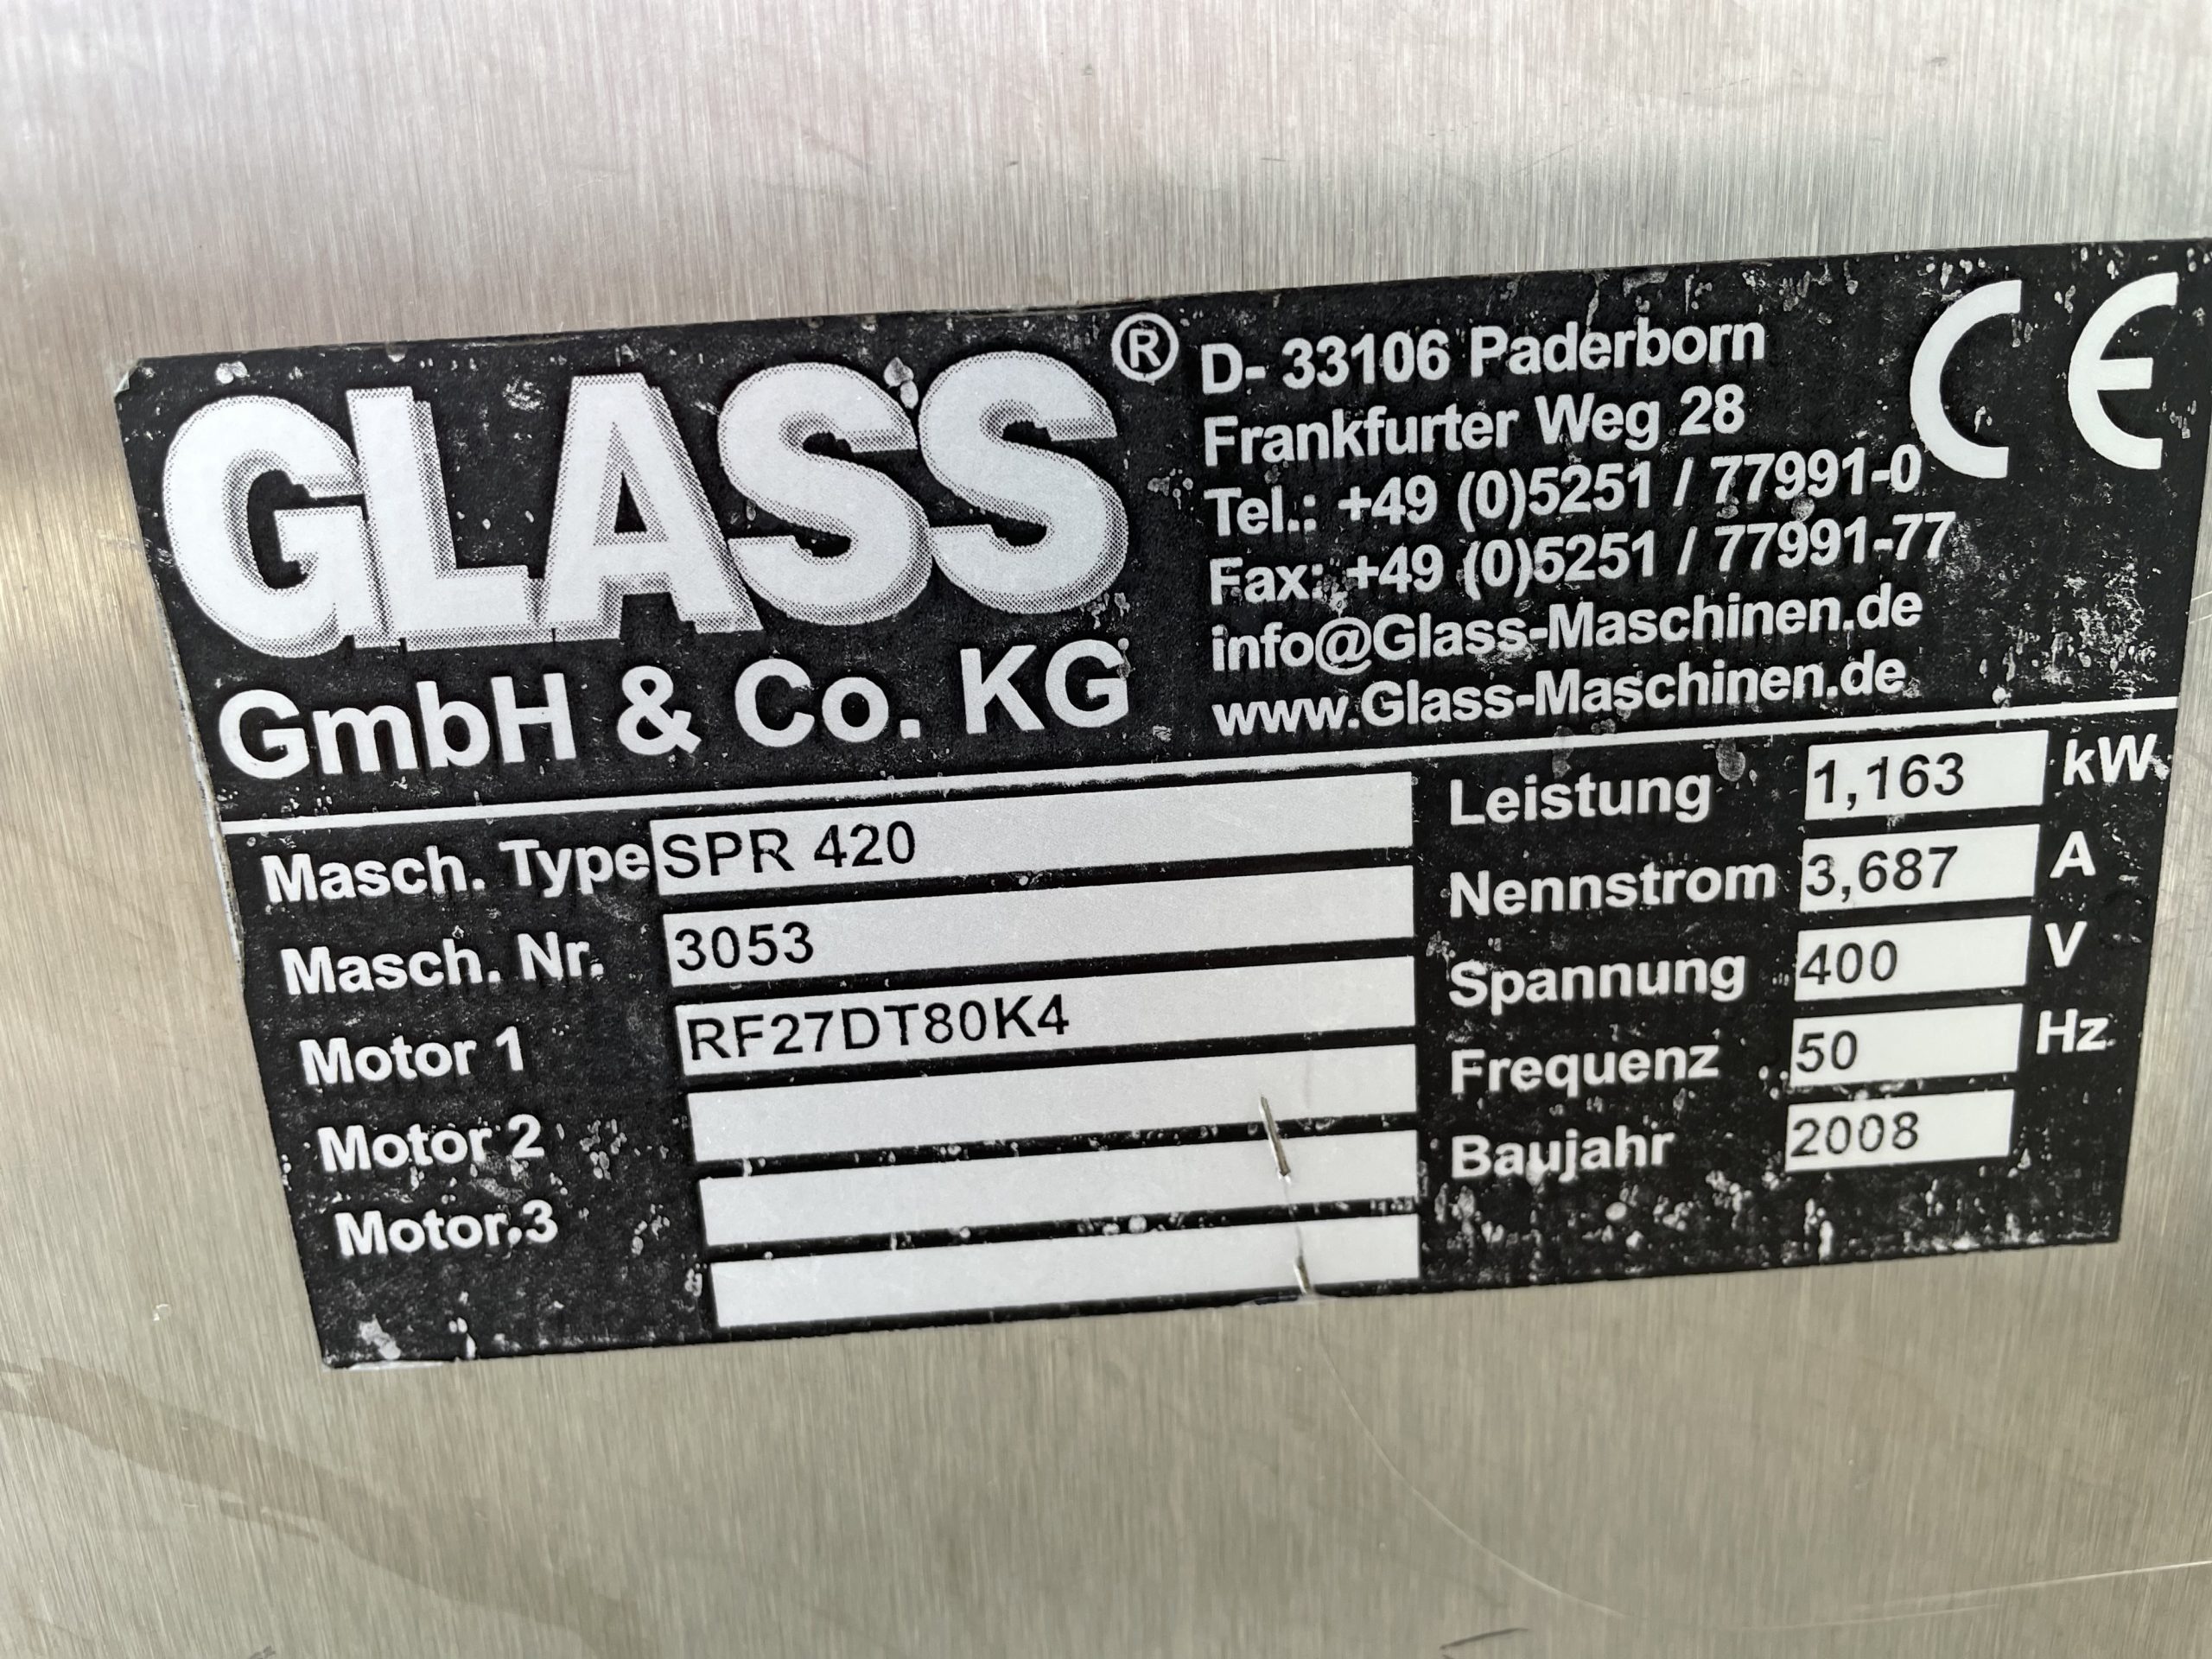 GLASS ®
GmbH & Co. KG
D- 33106 Paderborn
Frankfurter Weg 28
Tel.: +49 (0)5251 / 77991-0
Fax: +49 (0)5251 / 77991-77
info@Glass-Maschinen.de
www.Glass-Maschinen.de
CE
Masch. Type SPR 420
Masch. Nr. 3053
Motor 1 RF27DT80K4
Motor 2
Motor 3
Leistung 1,163 kW
Nennstrom 3,687 A
Spannung 400 V
Frequenz 50 Hz
Baujahr 2008